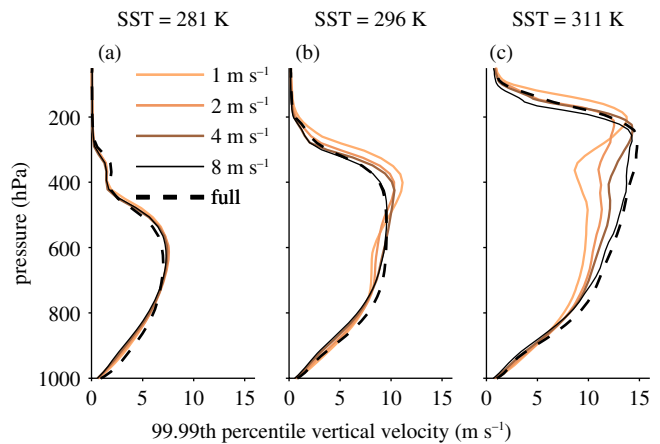 SST = 281 K SST = 296 K SST = 311 K
(a) (b) (c)
1 m s⁻¹
2 m s⁻¹
4 m s⁻¹
8 m s⁻¹
full
200
400
600
800
1000
pressure (hPa)
0 5 10 15 0 5 10 15 0 5 10 15
99.99th percentile vertical velocity (m s⁻¹)